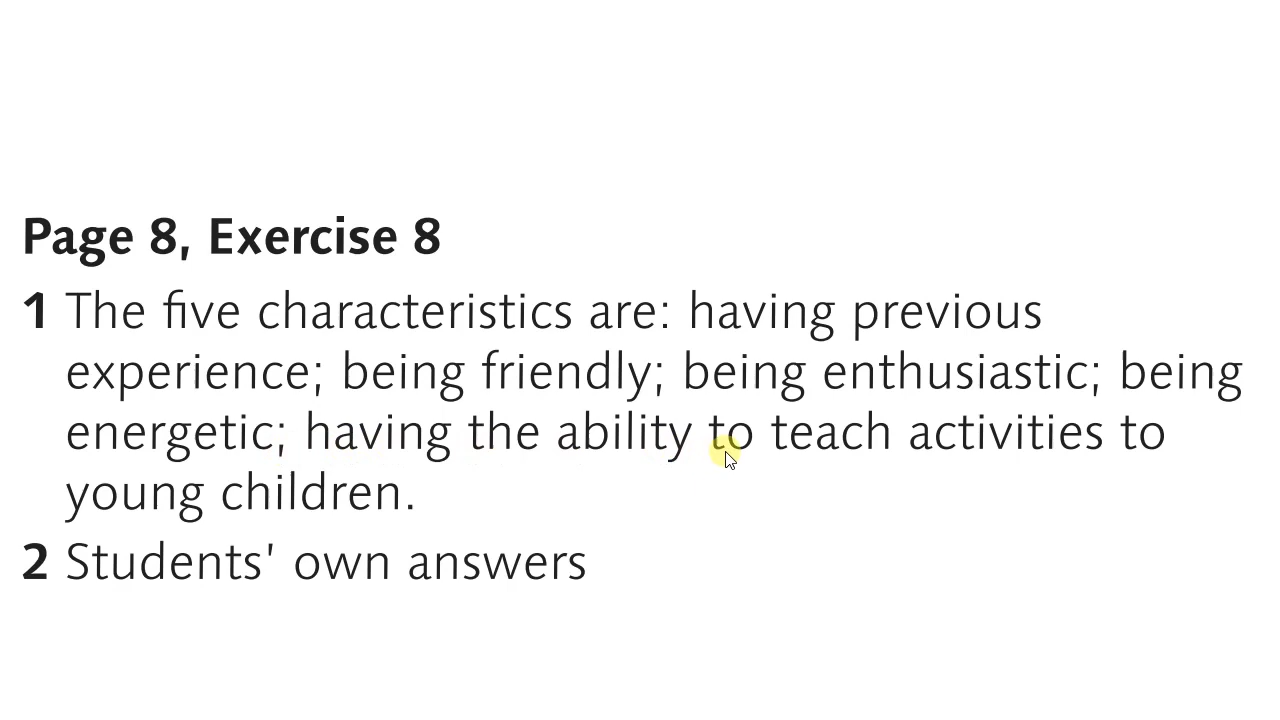 Page 8, Exercise 8
1 The five characteristics are: having previous
experience; being friendly; being enthusiastic; being
energetic; having the ability to teach activities to
young children.
2 Students' own answers